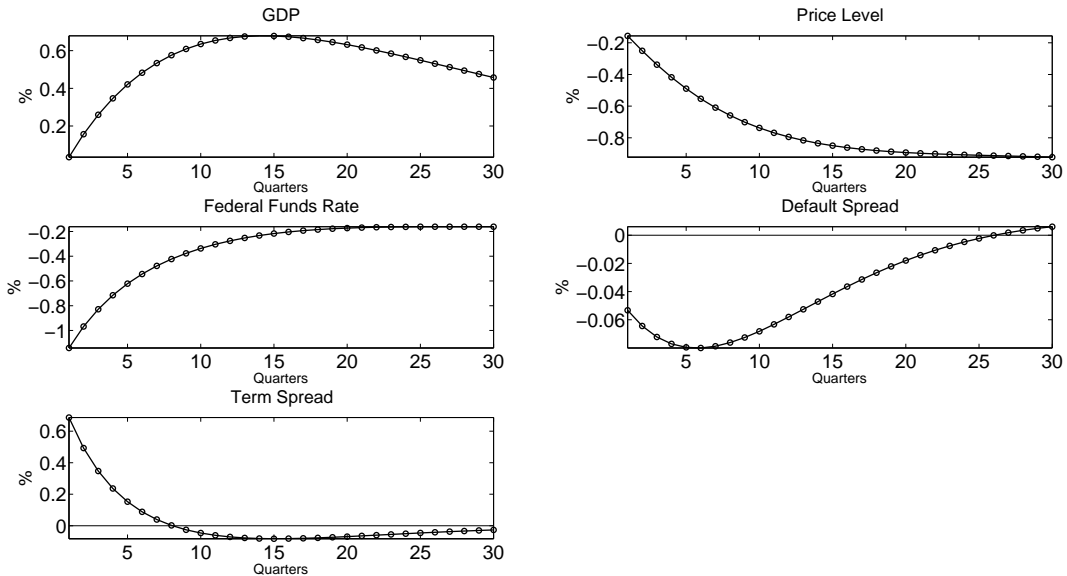 GDP
0.6
0.4
0.2
%
5 10 15 20 25 30
Quarters
Price Level
−0.2
−0.4
−0.6
−0.8
%
5 10 15 20 25 30
Quarters
Federal Funds Rate
−0.2
−0.4
−0.6
−0.8
−1
%
5 10 15 20 25 30
Quarters
Default Spread
0
−0.02
−0.04
−0.06
%
5 10 15 20 25 30
Quarters
Term Spread
0.6
0.4
0.2
0
%
5 10 15 20 25 30
Quarters